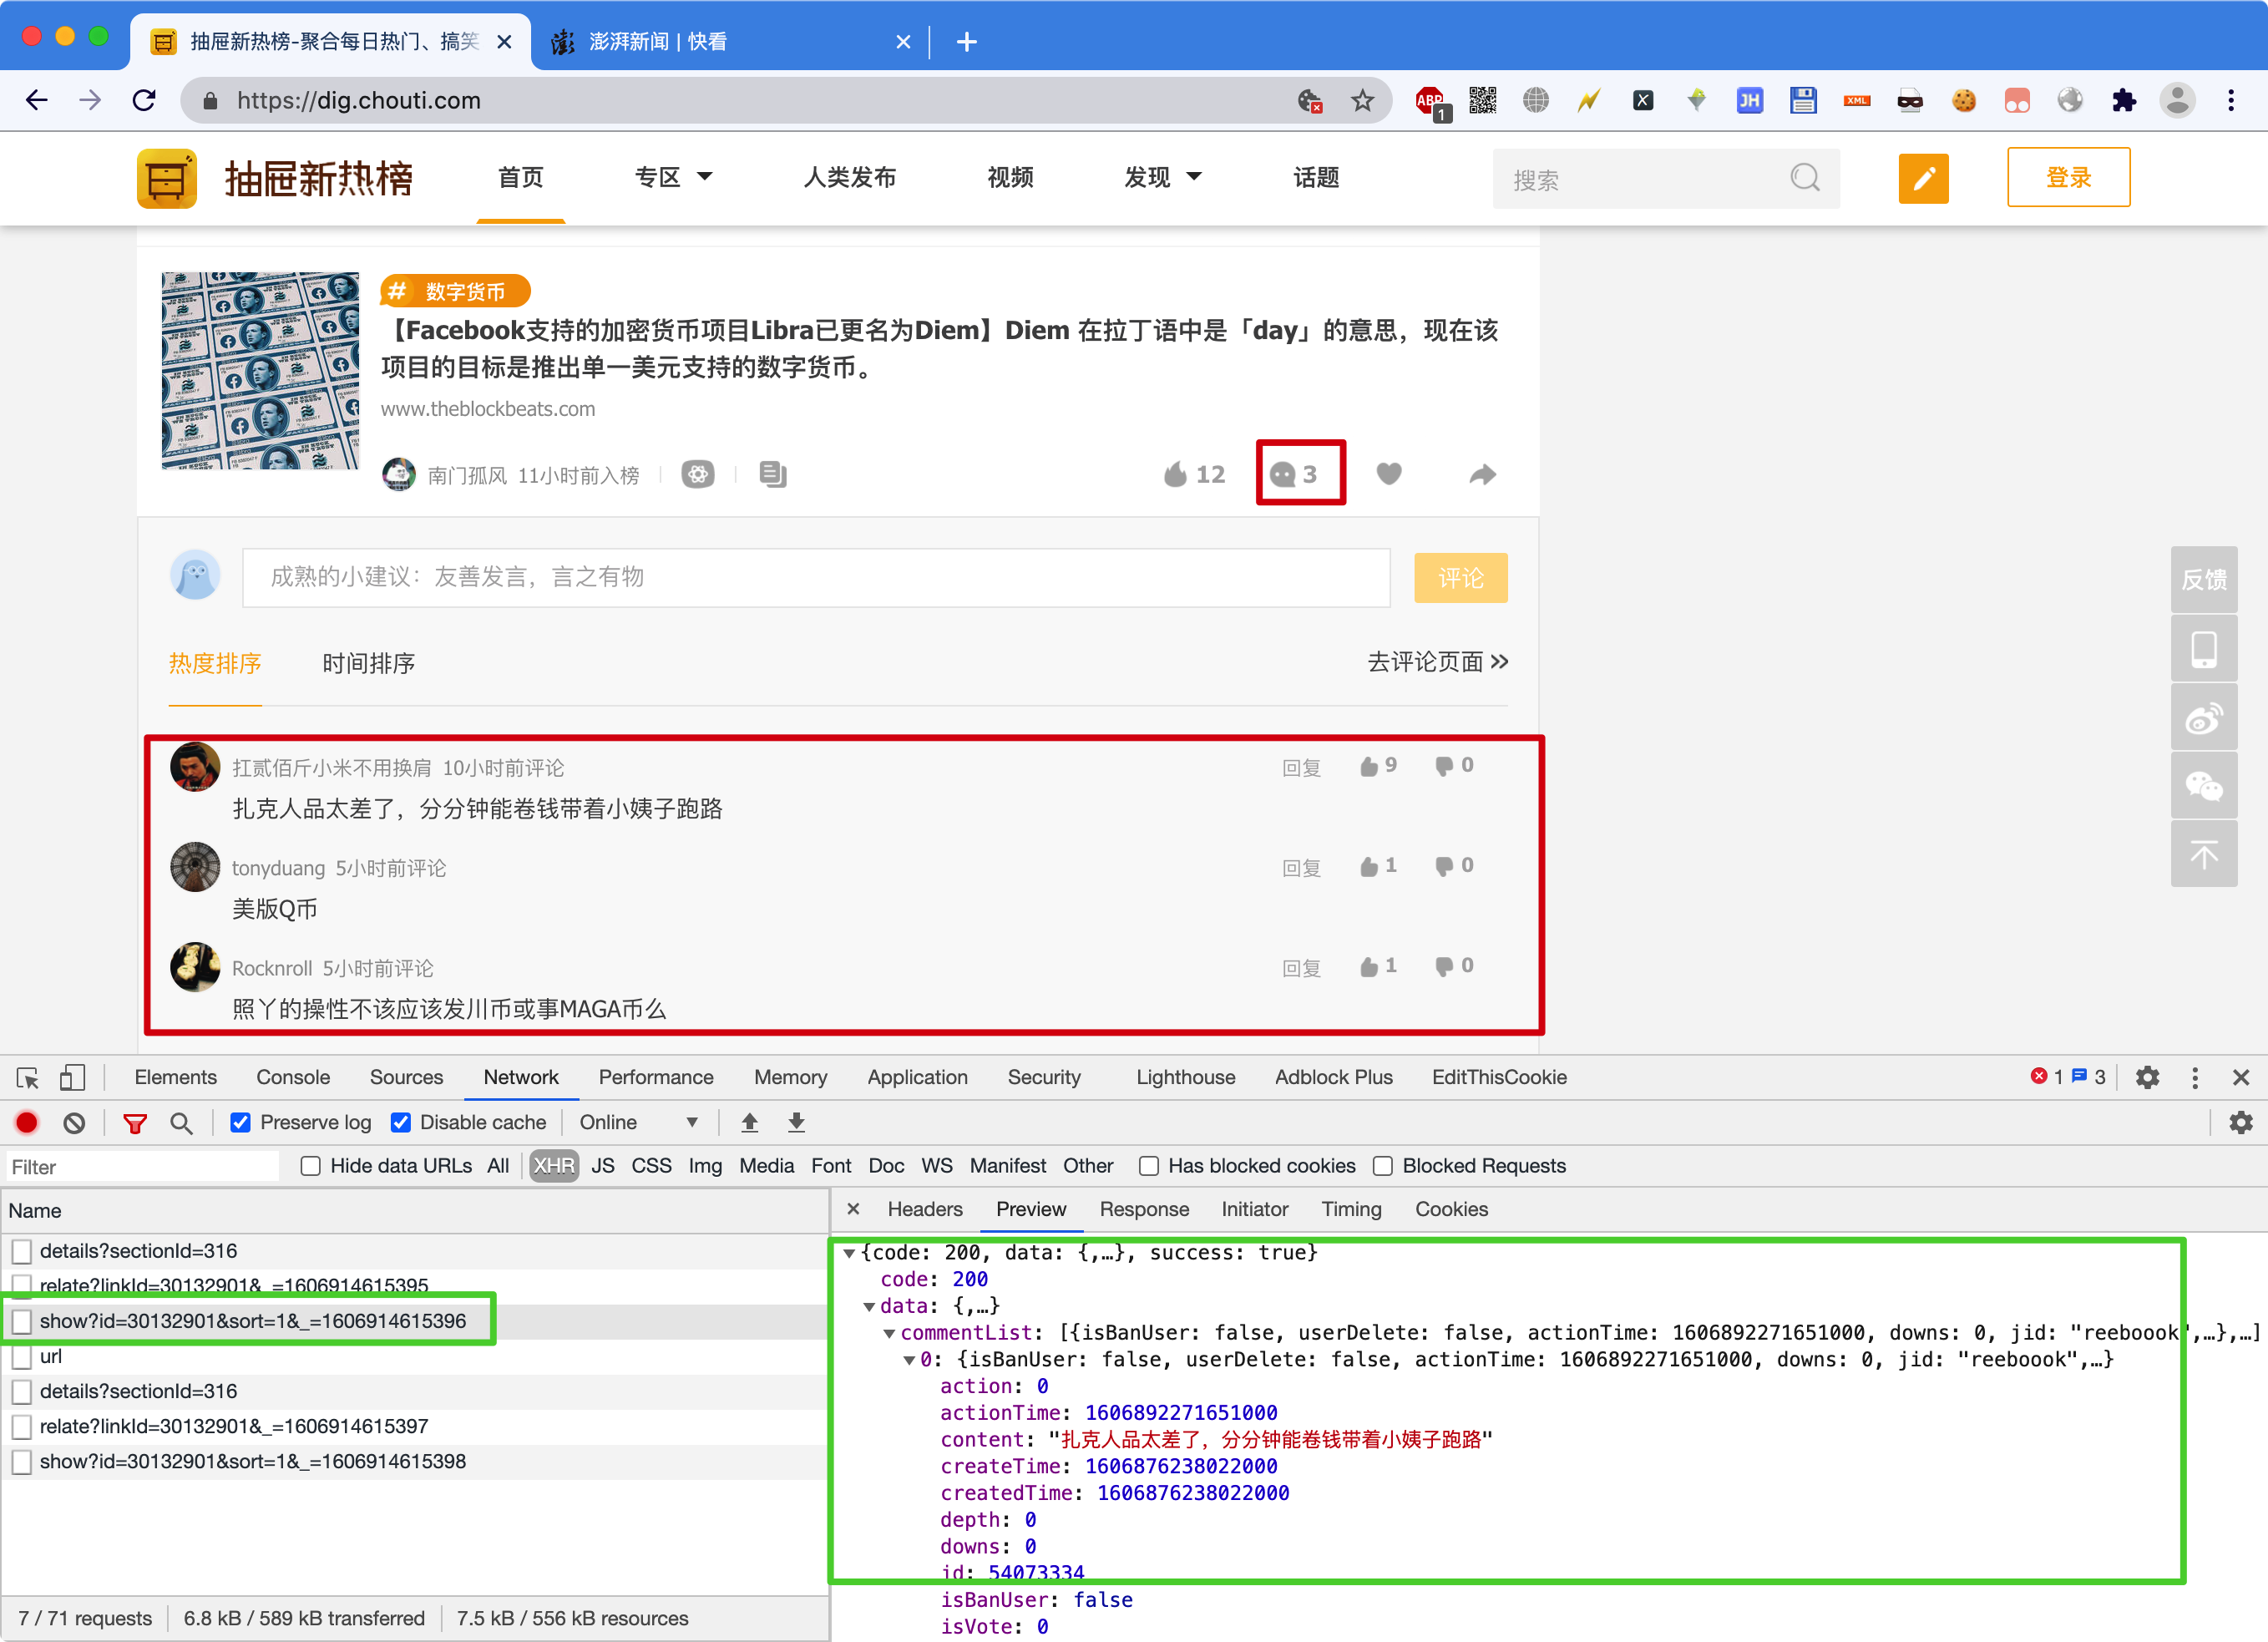 抽屉新热榜-聚合每日热门、搞笑
澎湃新闻 | 快看
https://dig.chouti.com
ABP 1
JH
XML
抽屉新热榜
首页
专区
人类发布
视频
发现
话题
搜索
登录
# 数字货币
【Facebook支持的加密货币项目Libra已更名为Diem】Diem 在拉丁语中是「day」的意思，现在该
项目的目标是推出单一美元支持的数字货币。
www.theblockbeats.com
南门孤风 11小时前入榜
12
3
成熟的小建议：友善发言，言之有物
评论
热度排序
时间排序
去评论页面 »
扛贰佰斤小米不用换肩 10小时前评论
回复 9 0
扎克人品太差了，分分钟能卷钱带着小姨子跑路
tonyduang 5小时前评论
回复 1 0
美版Q币
Rocknroll 5小时前评论
回复 1 0
照丫的操性不该应该发川币或事MAGA币么
反馈
Elements Console Sources Network Performance Memory Application Security Lighthouse Adblock Plus EditThisCookie
1 3
Preserve log Disable cache Online
Filter Hide data URLs All XHR JS CSS Img Media Font Doc WS Manifest Other Has blocked cookies Blocked Requests
Name
details?sectionId=316
relate?linkId=30132901&_=1606914615395
show?id=30132901&sort=1&_=1606914615396
url
details?sectionId=316
relate?linkId=30132901&_=1606914615397
show?id=30132901&sort=1&_=1606914615398
7 / 71 requests 6.8 kB / 589 kB transferred 7.5 kB / 556 kB resources
Headers Preview Response Initiator Timing Cookies
{code: 200, data: {,…}, success: true}
code: 200
data: {,…}
commentList: [{isBanUser: false, userDelete: false, actionTime: 1606892271651000, downs: 0, jid: "reeboook",…},…]
0: {isBanUser: false, userDelete: false, actionTime: 1606892271651000, downs: 0, jid: "reeboook",…}
action: 0
actionTime: 1606892271651000
content: "扎克人品太差了，分分钟能卷钱带着小姨子跑路"
createTime: 1606876238022000
createdTime: 1606876238022000
depth: 0
downs: 0
id: 54073334
isBanUser: false
isVote: 0